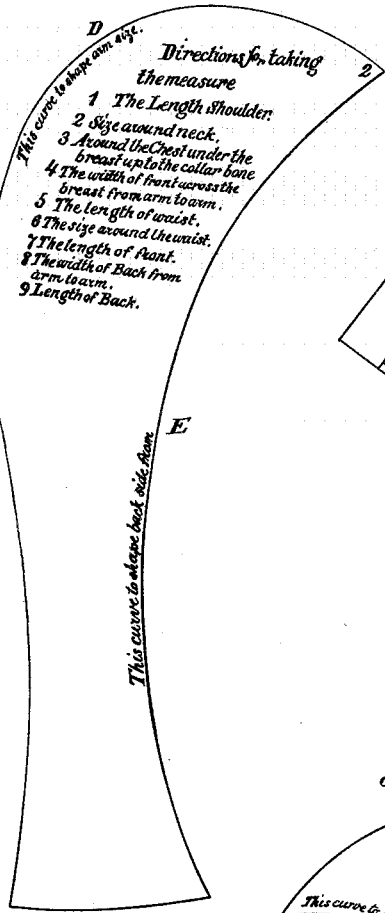 D
This curve to shape arm size.
Directions for taking
the measure
1 The Length Shoulder.
2 Size around neck.
3 Around the Chest under the
breast up to the collar bone
4 The width of front across the
breast from arm to arm.
5 The length of waist.
6 The size around the waist.
7 The length of front.
8 The width of Back from
arm to arm.
9 Length of Back.
2
E
This curve to shape back side from
This curve to